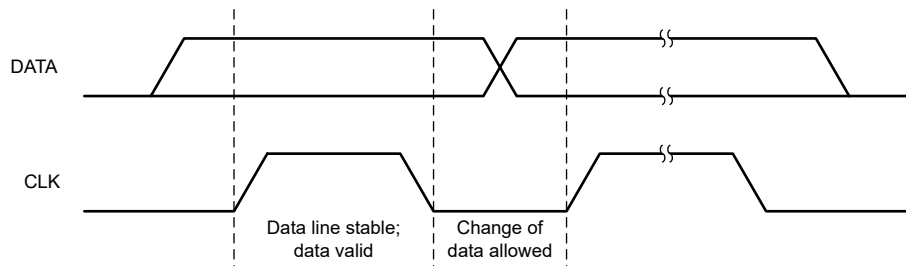 DATA
CLK
Data line stable;
data valid
Change of
data allowed